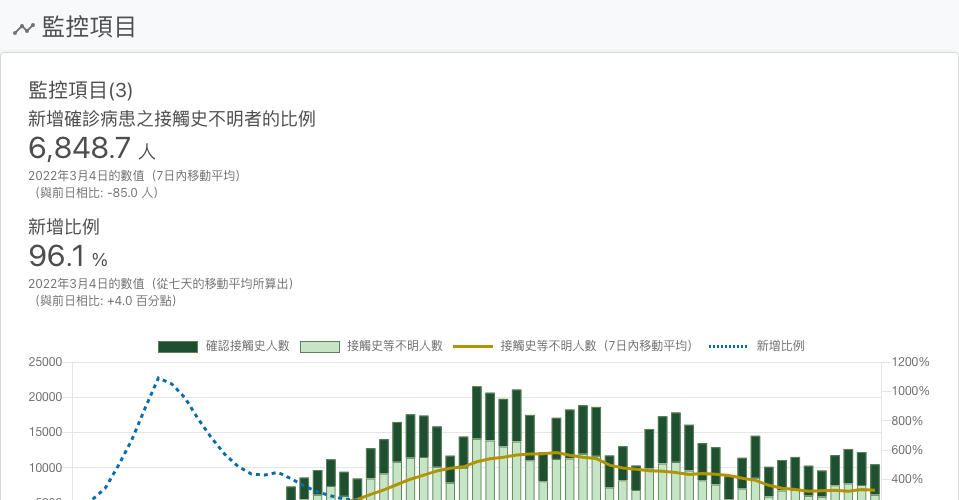 監控項目
監控項目(3)
新增確診病患之接觸史不明者的比例
6,848.7 人
2022年3月4日的數值（7日內移動平均）
（與前日相比: -85.0 人）
新增比例
96.1 %
2022年3月4日的數值（從七天的移動平均所算出）
（與前日相比: +4.0 百分點）
確認接觸史人數 接觸史等不明人數 接觸史等不明人數（7日內移動平均） 新增比例
25000 1200%
20000 1000%
15000 800%
10000 600%
400%